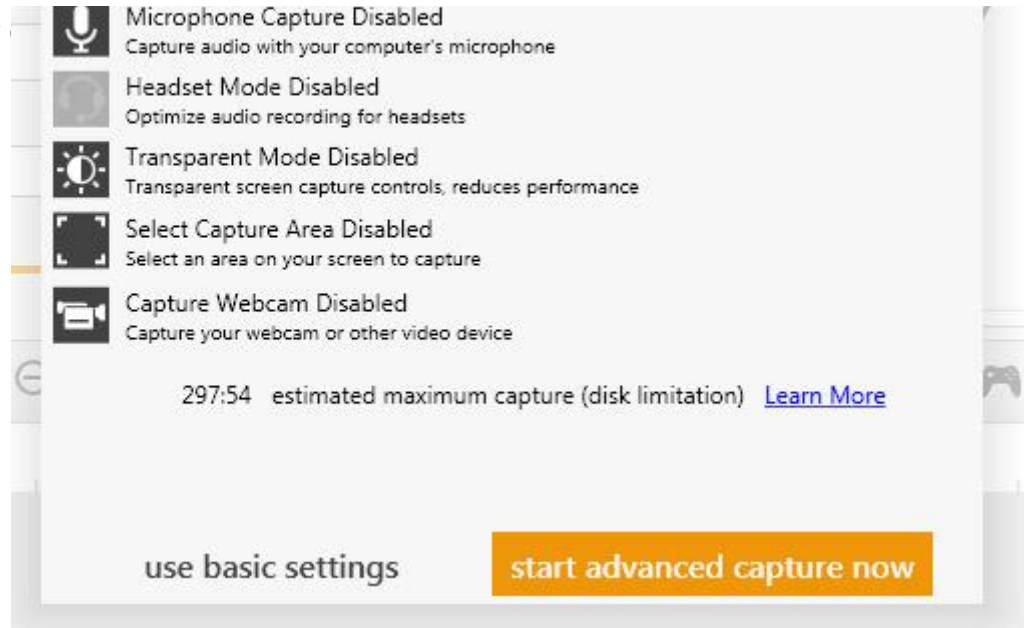 Microphone Capture Disabled
Capture audio with your computer's microphone
Headset Mode Disabled
Optimize audio recording for headsets
Transparent Mode Disabled
Transparent screen capture controls, reduces performance
Select Capture Area Disabled
Select an area on your screen to capture
Capture Webcam Disabled
Capture your webcam or other video device
297:54 estimated maximum capture (disk limitation) Learn More
use basic settings start advanced capture now